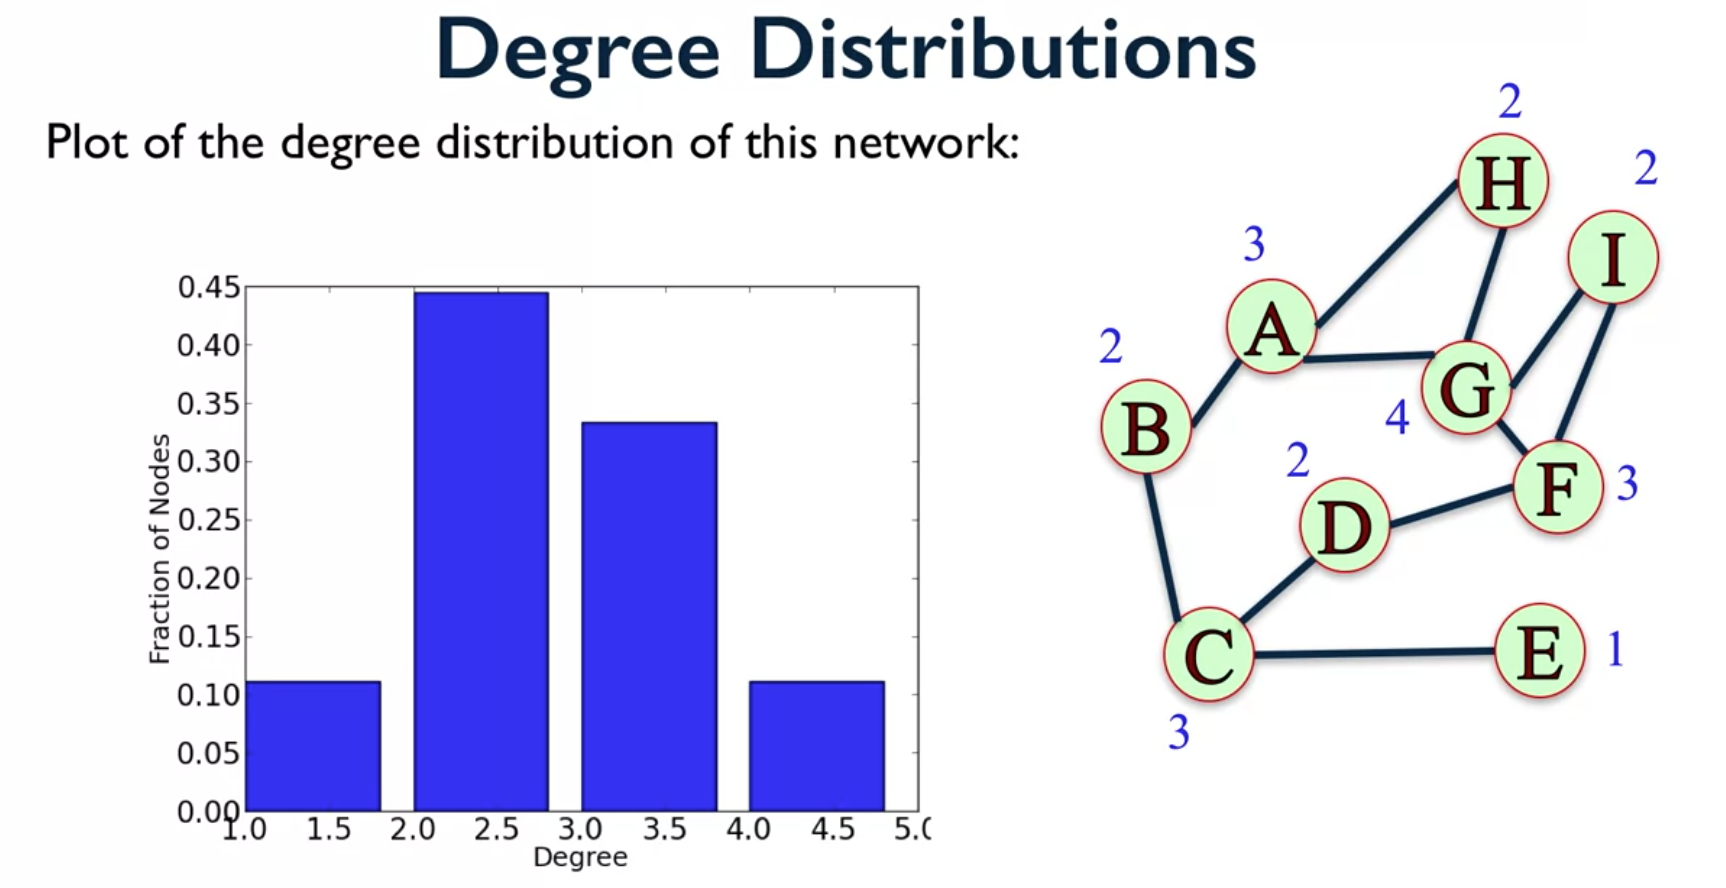 Degree Distributions
Plot of the degree distribution of this network:
0.45
0.40
0.35
0.30
0.25
0.20
0.15
0.10
0.05
0.00
Fraction of Nodes
1.0 1.5 2.0 2.5 3.0 3.5 4.0 4.5 5.0
Degree
2
H
2
I
3
A
2
B
G
4
2
D
F 3
C
E 1
3